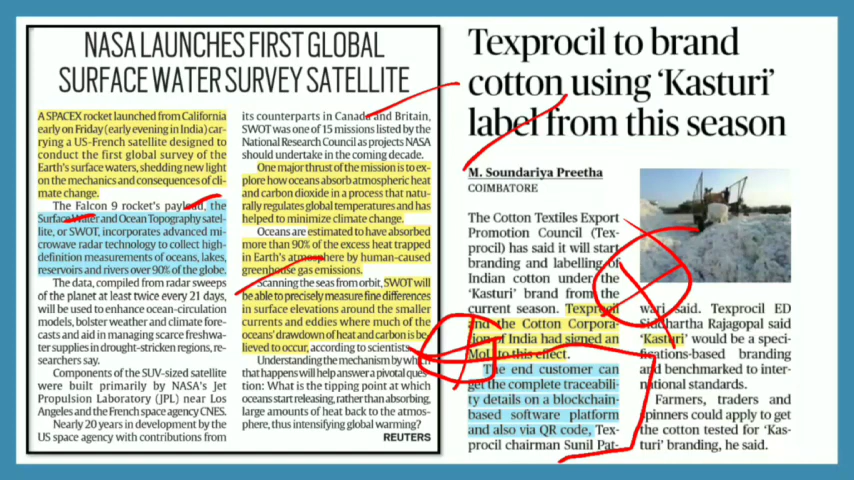 NASA LAUNCHES FIRST GLOBAL
SURFACE WATER SURVEY SATELLITE
A SPACEX rocket launched from California
early on Friday (early evening in India) car-
rying a US-French satellite designed to
conduct the first global survey of the
Earth's surface waters, shedding new light
on the mechanics and consequences of cli-
mate change.
The Falcon 9 rocket's payload, the
Surface Water and Ocean Topography satel-
lite, or SWOT, incorporates advanced mi-
crowave radar technology to collect high-
definition measurements of oceans, lakes,
reservoirs and rivers over 90% of the globe.
The data, compiled from radar sweeps
of the planet at least twice every 21 days,
will be used to enhance ocean-circulation
models, bolster weather and climate fore-
casts and aid in managing scarce freshwa-
ter supplies in drought-stricken regions, re-
searchers say.
Components of the SUV-sized satellite
were built primarily by NASA's Jet
Propulsion Laboratory (JPL) near Los
Angeles and the French space agency CNES.
Nearly 20 years in development by the
US space agency with contributions from
its counterparts in Canada and Britain,
SWOT was one of 15 missions listed by the
National Research Council as projects NASA
should undertake in the coming decade.
One major thrust of the mission is to ex-
plore how oceans absorb atmospheric heat
and carbon dioxide in a process that natu-
rally regulates global temperatures and has
helped to minimize climate change.
Oceans are estimated to have absorbed
more than 90% of the excess heat trapped
in Earth's atmosphere by human-caused
greenhouse gas emissions.
Scanning the seas from orbit, SWOT will
be able to precisely measure fine differences
in surface elevations around the smaller
currents and eddies where much of the
oceans' drawdown of heat and carbon is be-
lieved to occur, according to scientists.
Understanding the mechanism by which
that happens will help answer a pivotal ques-
tion: What is the tipping point at which
oceans start releasing, rather than absorbing,
large amounts of heat back to the atmos-
phere, thus intensifying global warming?
REUTERS
Texprocil to brand
cotton using 'Kasturi'
label from this season
M. Soundariya Preetha
COIMBATORE
The Cotton Textiles Export
Promotion Council (Tex-
procil) has said it will start
branding and labelling of
Indian cotton under the
'Kasturi' brand from the
current season. Texprocil
and the Cotton Corpora-
tion of India had signed an
MoU to this effect.
The end customer can
get the complete traceabili-
ty details on a blockchain-
based software platform
and also via QR code, Tex-
procil chairman Sunil Pat-
wari said. Texprocil ED
Siddhartha Rajagopal said
'Kasturi' would be a speci-
fications-based branding
and benchmarked to inter-
national standards.
Farmers, traders and
spinners could apply to get
the cotton tested for 'Kas-
turi' branding, he said.